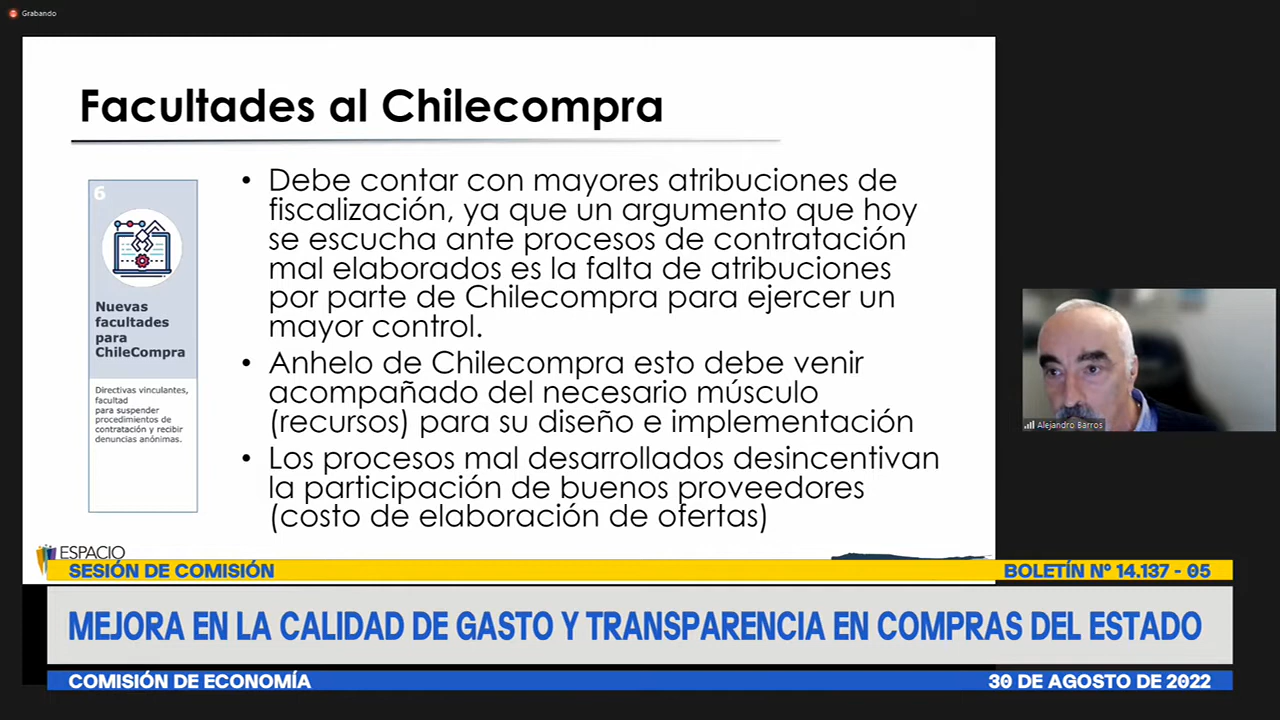 Grabando
Facultades al Chilecompra
6
Nuevas
facultades
para
ChileCompra
Directivas vinculantes,
facultad
para suspender
procedimientos de
contratación y recibir
denuncias anónimas.
• Debe contar con mayores atribuciones de
fiscalización, ya que un argumento que hoy
se escucha ante procesos de contratación
mal elaborados es la falta de atribuciones
por parte de Chilecompra para ejercer un
mayor control.
• Anhelo de Chilecompra esto debe venir
acompañado del necesario músculo
(recursos) para su diseño e implementación
• Los procesos mal desarrollados desincentivan
la participación de buenos proveedores
(costo de elaboración de ofertas)
Alejandro Barros
ESPACIO
SESIÓN DE COMISIÓN
BOLETÍN N° 14.137 - 05
MEJORA EN LA CALIDAD DE GASTO Y TRANSPARENCIA EN COMPRAS DEL ESTADO
COMISIÓN DE ECONOMÍA
30 DE AGOSTO DE 2022